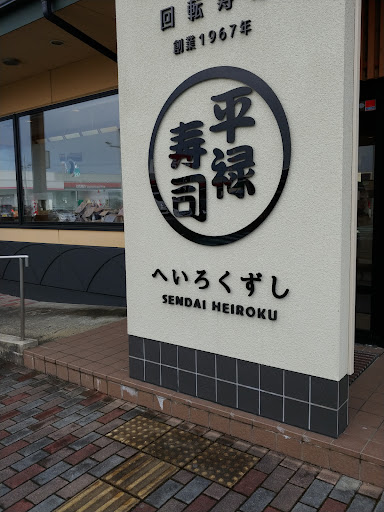 回転寿
創業1967年
平禄
寿司
へいろくずし
SENDAI HEIROKU